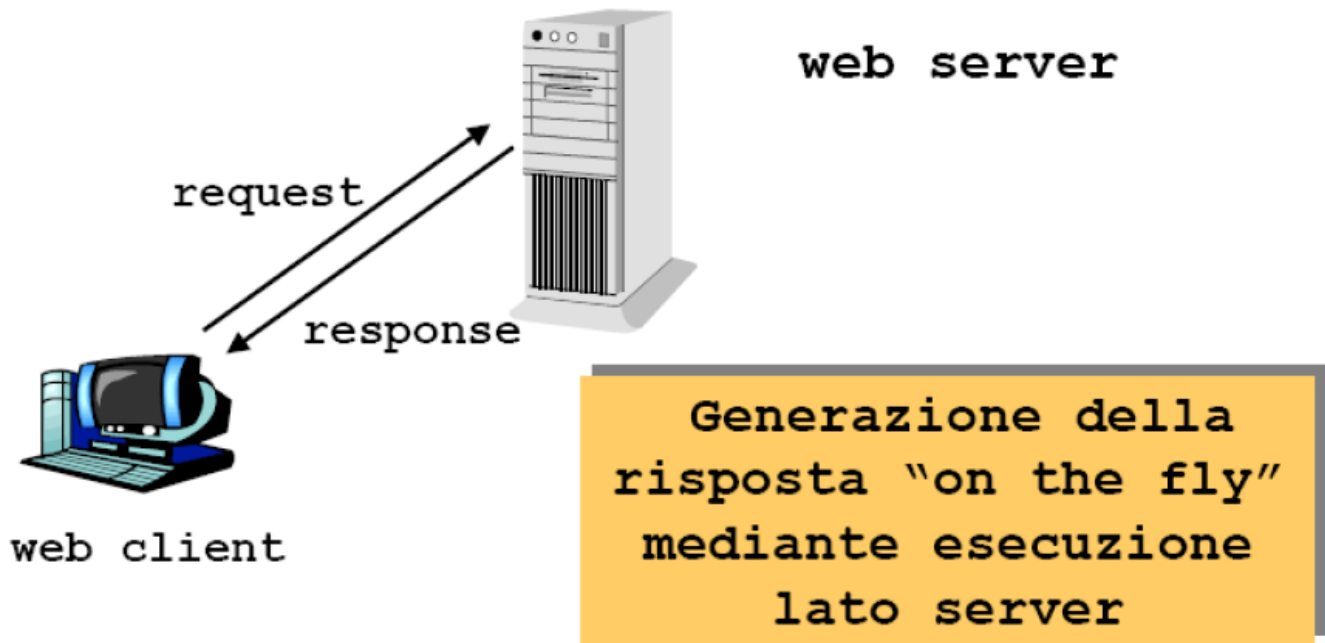 web server
request
response
web client
Generazione della
risposta “on the fly”
mediante esecuzione
lato server